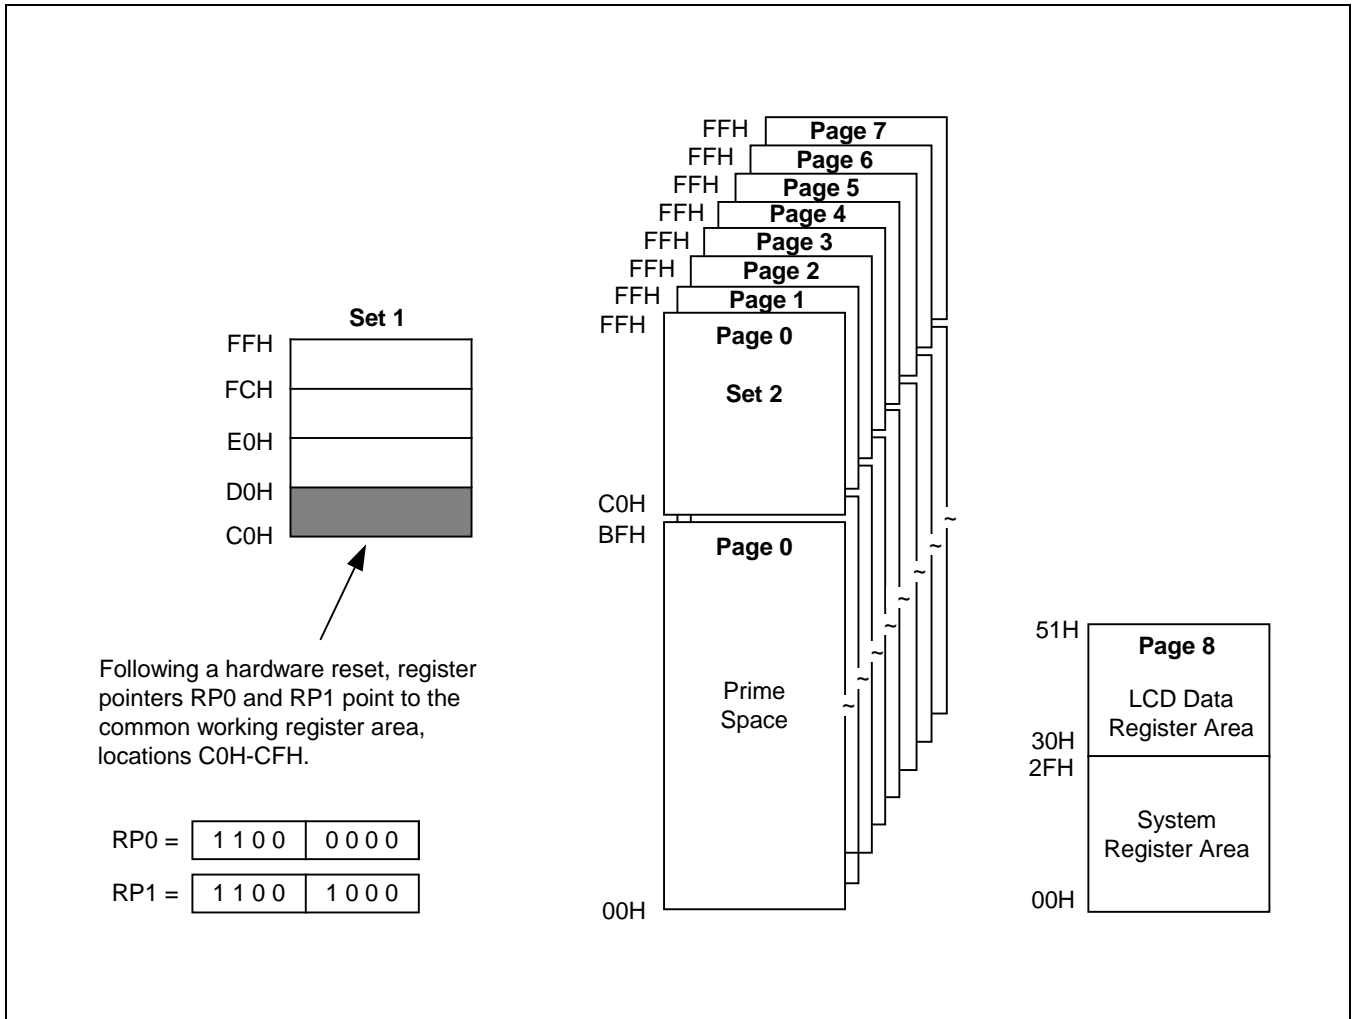 Set 1
FFH
FCH
E0H
D0H
C0H
Following a hardware reset, register
pointers RP0 and RP1 point to the
common working register area,
locations C0H-CFH.
RP0 = 1 1 0 0 0 0 0 0
RP1 = 1 1 0 0 1 0 0 0
FFH Page 7
FFH Page 6
FFH Page 5
FFH Page 4
FFH Page 3
FFH Page 2
FFH Page 1
FFH Page 0
Set 2
C0H
BFH Page 0
Prime
Space
00H
~
~
~
~
~
~
~
~
51H
Page 8
LCD Data
Register Area
30H
2FH
System
Register Area
00H